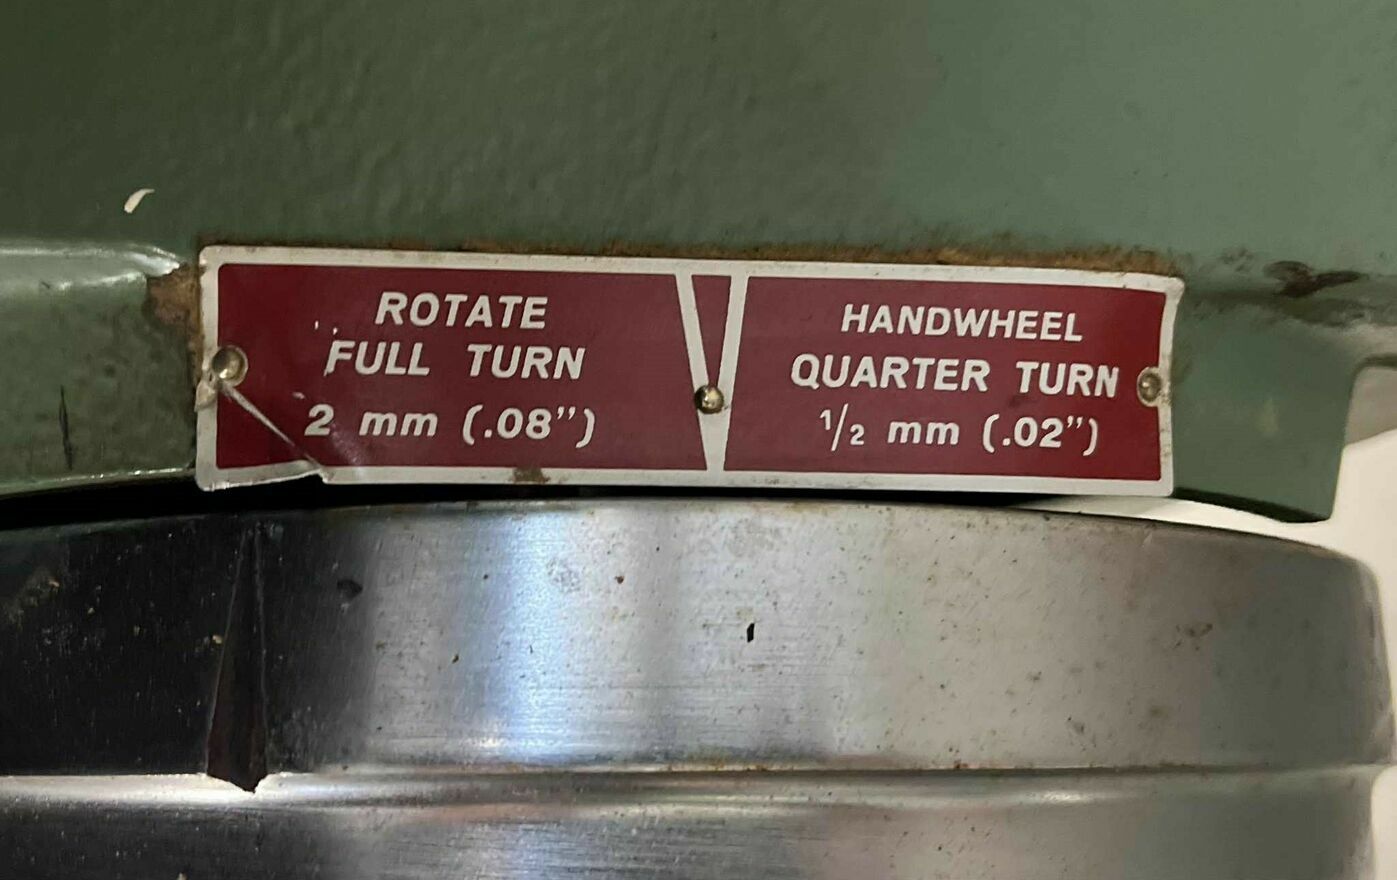 ROTATE
FULL TURN
2 mm (.08")
HANDWHEEL
QUARTER TURN
1/2 mm (.02")